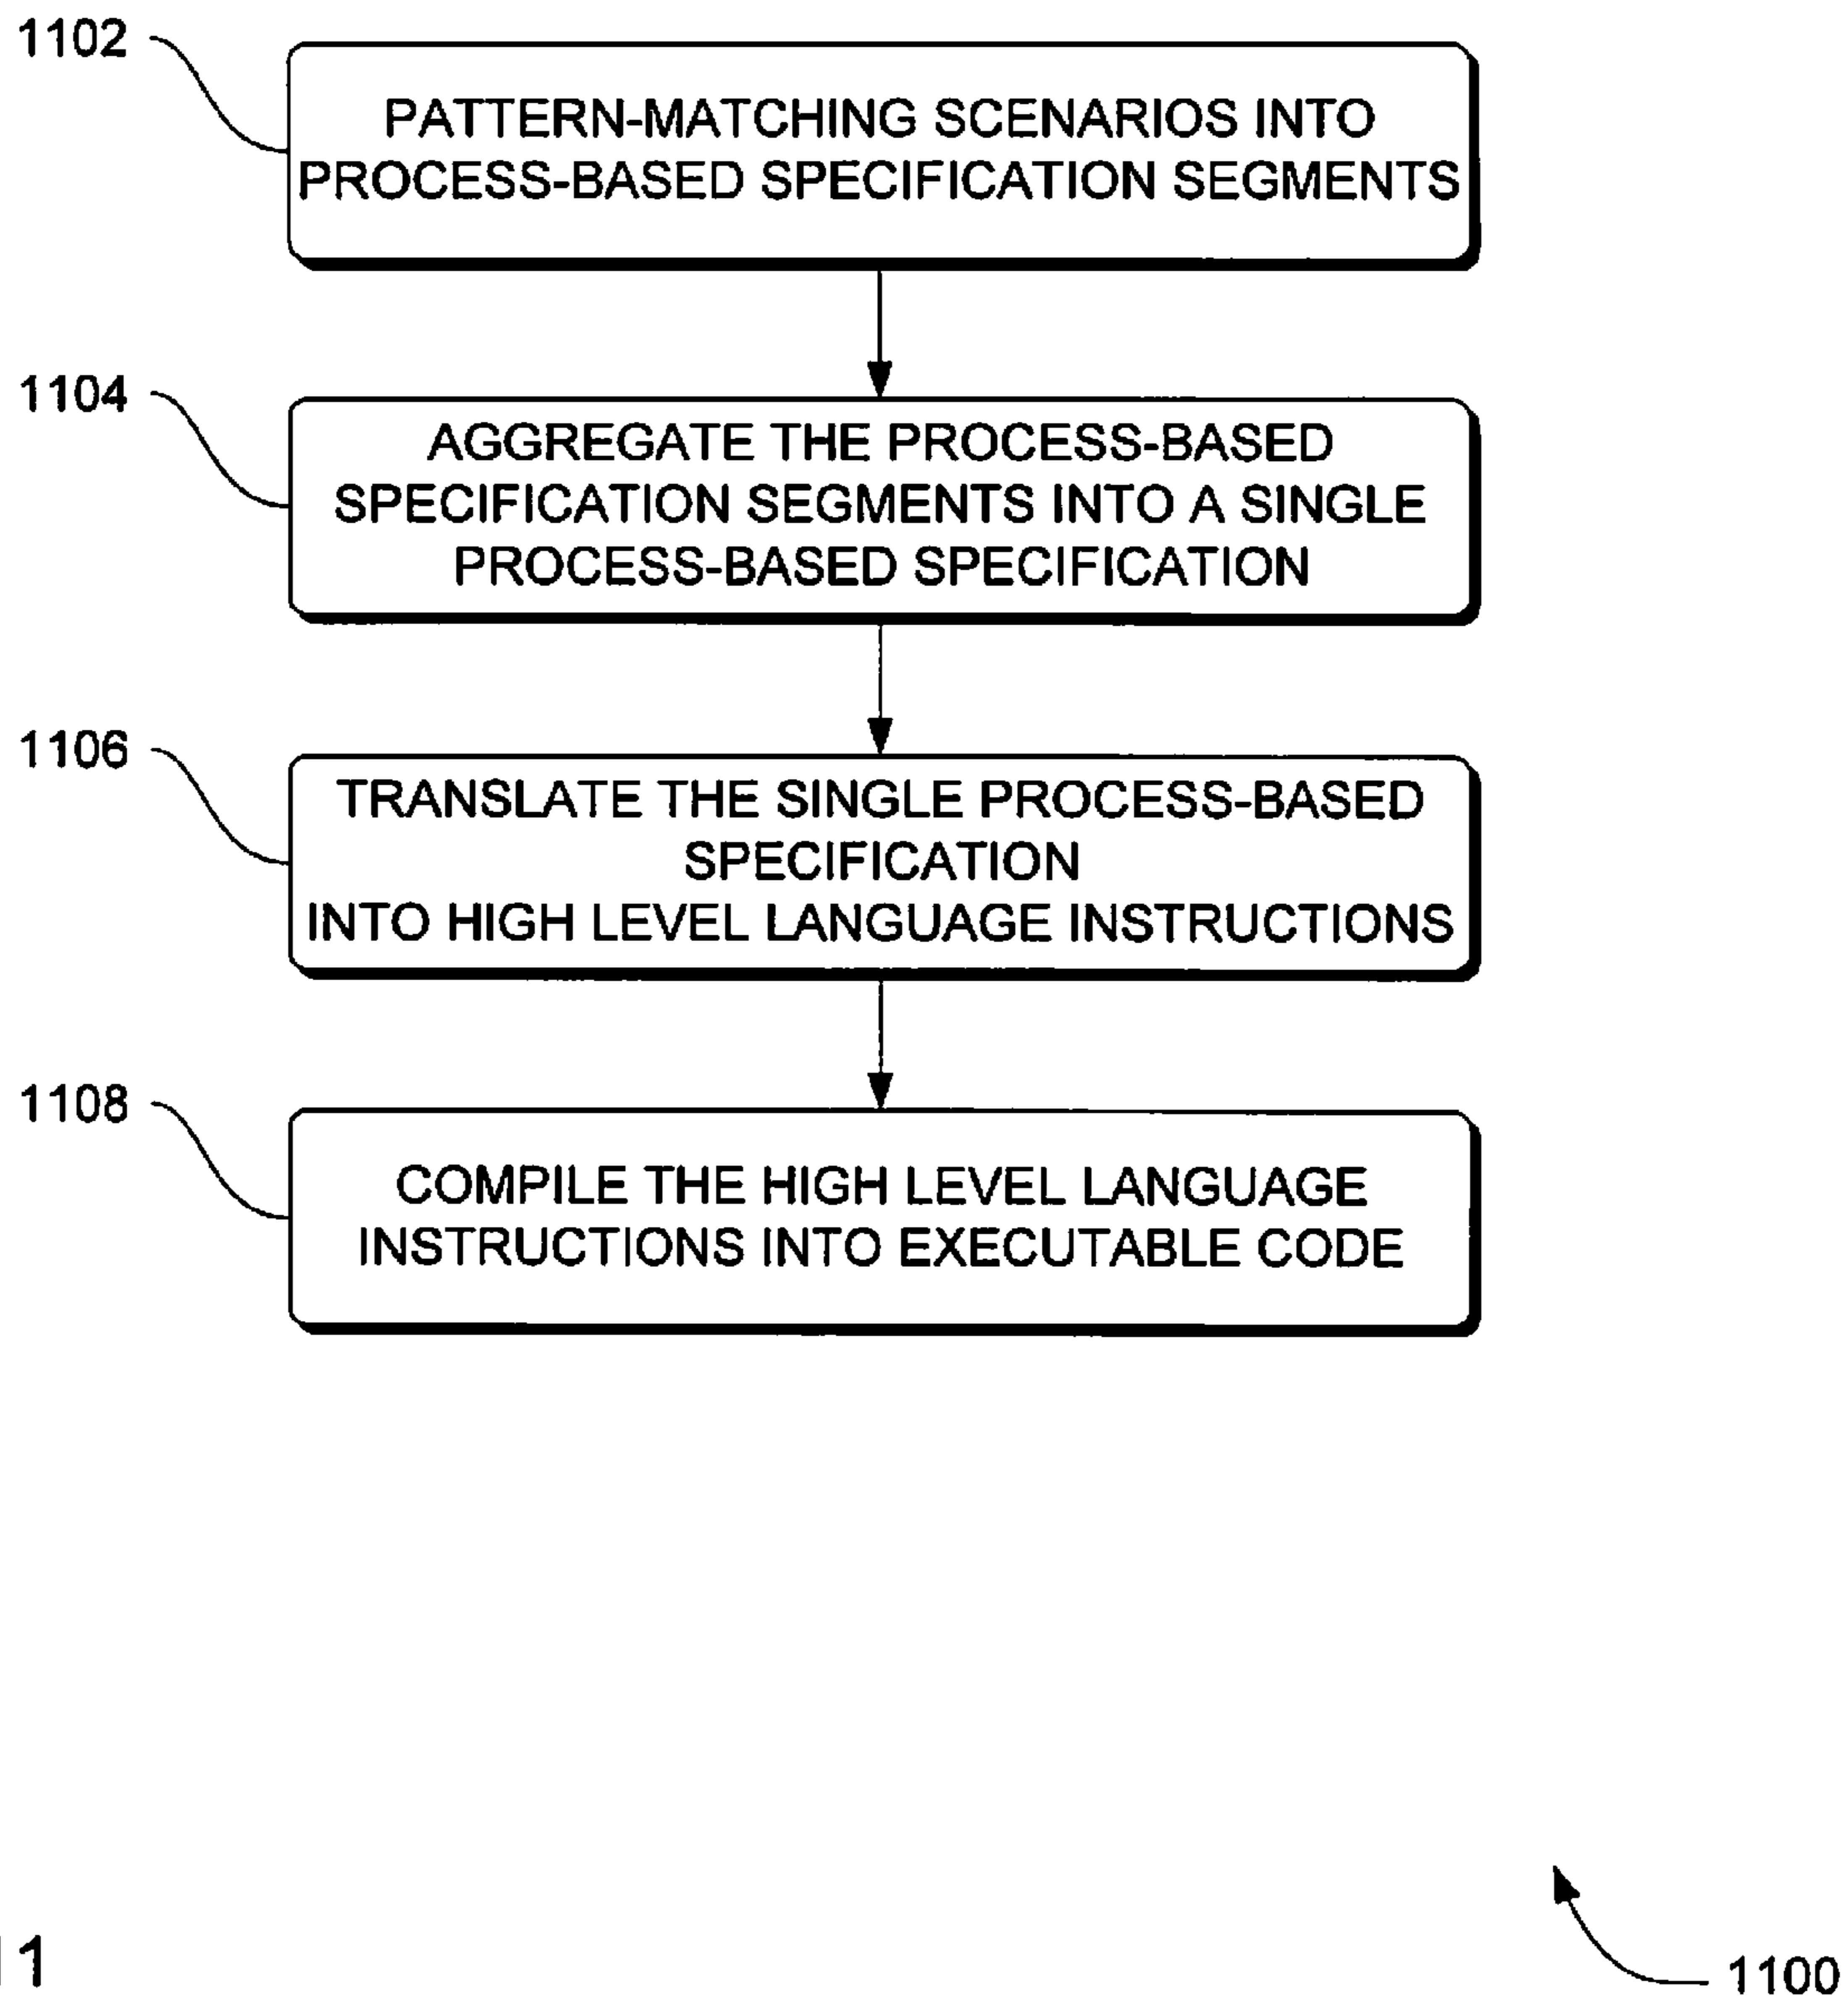 1102
PATTERN-MATCHING SCENARIOS INTO
PROCESS-BASED SPECIFICATION SEGMENTS
1104
AGGREGATE THE PROCESS-BASED
SPECIFICATION SEGMENTS INTO A SINGLE
PROCESS-BASED SPECIFICATION
1106
TRANSLATE THE SINGLE PROCESS-BASED
SPECIFICATION
INTO HIGH LEVEL LANGUAGE INSTRUCTIONS
1108
COMPILE THE HIGH LEVEL LANGUAGE
INSTRUCTIONS INTO EXECUTABLE CODE
11
1100